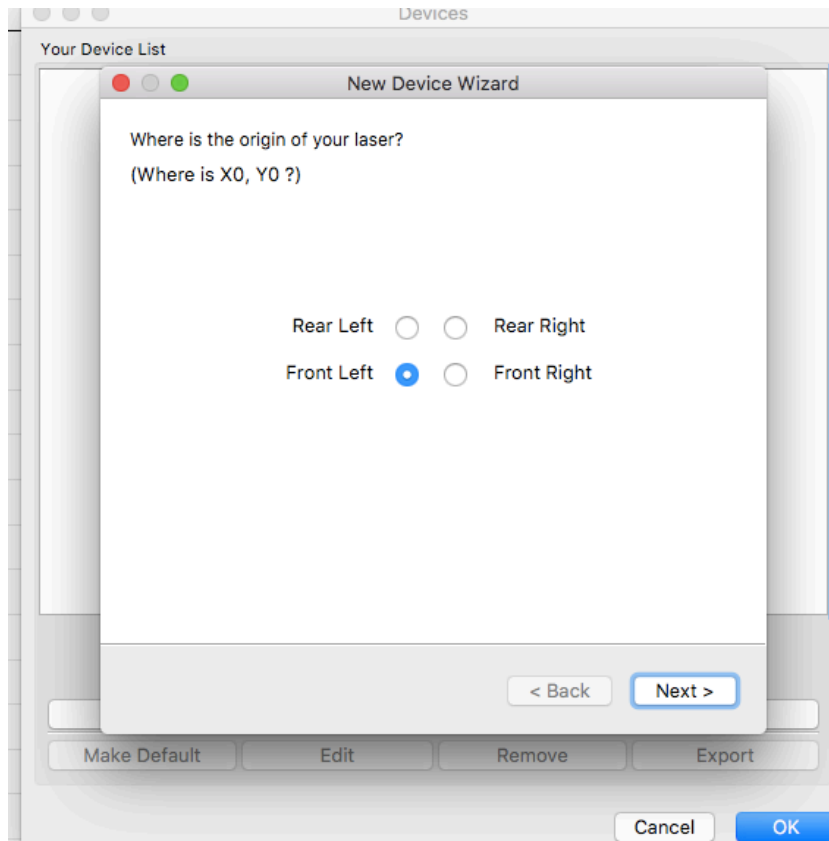 Devices
Your Device List
New Device Wizard
Where is the origin of your laser?
(Where is X0, Y0 ?)
Rear Left Rear Right
Front Left Front Right
< Back Next >
Make Default Edit Remove Export
Cancel OK